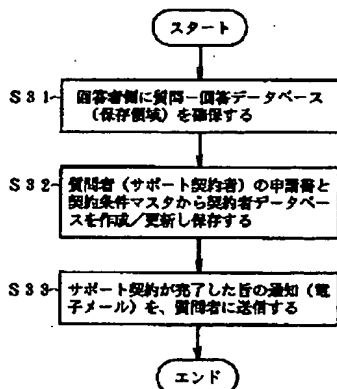 スタート
S31
回答者側に質問－回答データベース
（保存領域）を確保する
S32
質問者（サポート契約者）の申請書と
契約条件マスタから契約者データベー
スを作成／更新し保存する
S33
サポート契約が完了した旨の通知（電
子メール）を、質問者に送信する
エンド